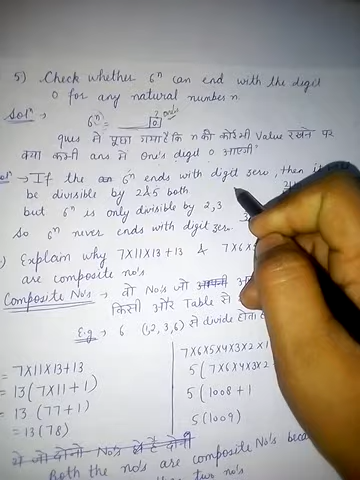 5) Check whether 6ⁿ can end with the digit
0 for any natural number n.
Solⁿ → 6ⁿ = 0 one's
ques में पूछा गया है कि n की कोई भी Value रखने पर
क्या कभी ans में One's digit 0 आएगी
→ If the 6ⁿ ends with digit zero, then it
be divisible by 2 & 5 both
but 6ⁿ is only divisible by 2,3
So 6ⁿ never ends with digit zero.
Explain why 7×11×13+13 & 7×6×
are composite no's
Composite No's → वो No's जो
किसी और Table से
E.g → 6 (1,2,3,6) से divide होता
= 7×11×13+13
= 13(7×11+1)
= 13 (77+1)
= 13(78)
7×6×5×4×3×2×1
5(7×6×4×3×2
5(1008+1
5(1009)
Both the no's are composite No's
two no's